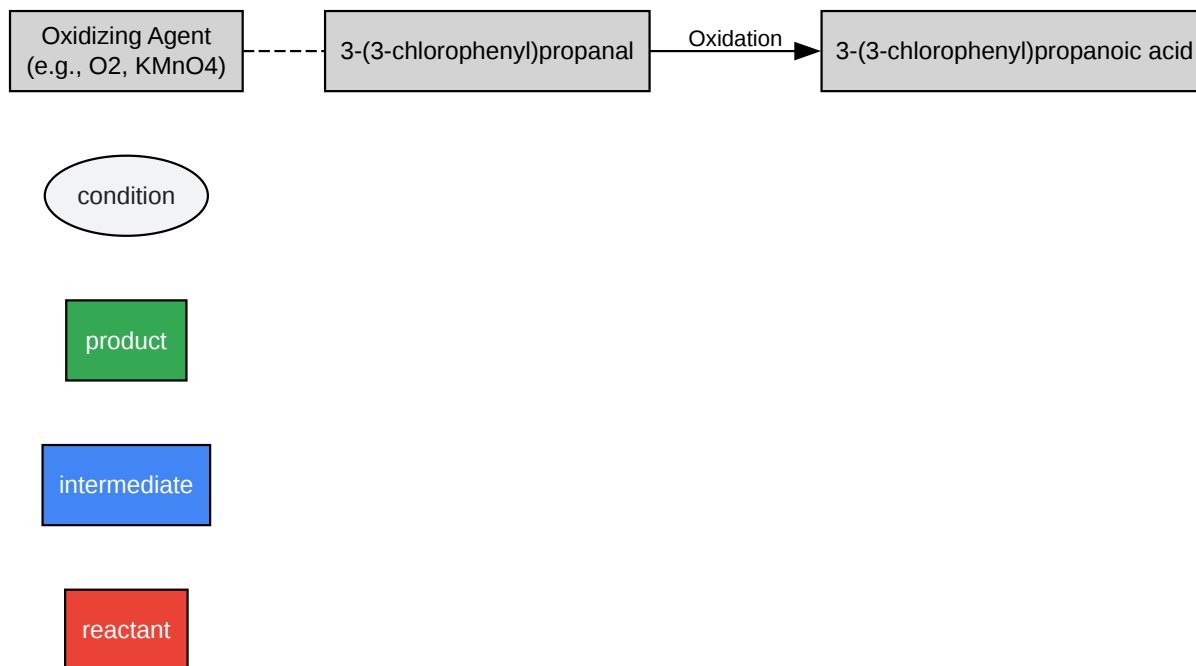 Oxidizing Agent
(e.g., O2, KMnO4)
3-(3-chlorophenyl)propanal
Oxidation
3-(3-chlorophenyl)propanoic acid
condition
product
intermediate
reactant